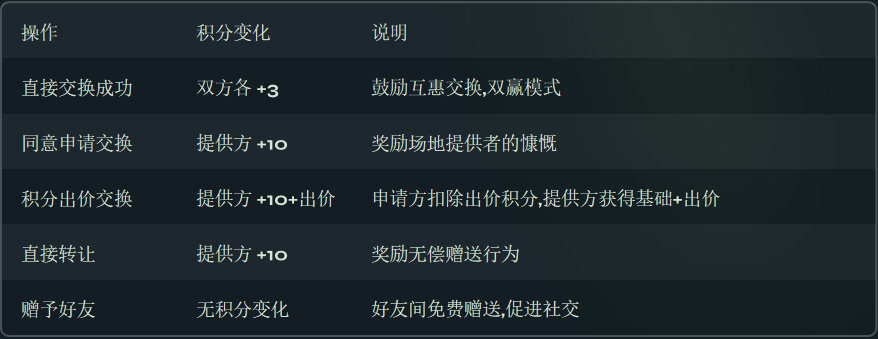 操作 积分变化 说明
直接交换成功 双方各 +3 鼓励互惠交换,双赢模式
同意申请交换 提供方 +10 奖励场地提供者的慷慨
积分出价交换 提供方 +10+出价 申请方扣除出价积分,提供方获得基础+出价
直接转让 提供方 +10 奖励无偿赠送行为
赠予好友 无积分变化 好友间免费赠送,促进社交